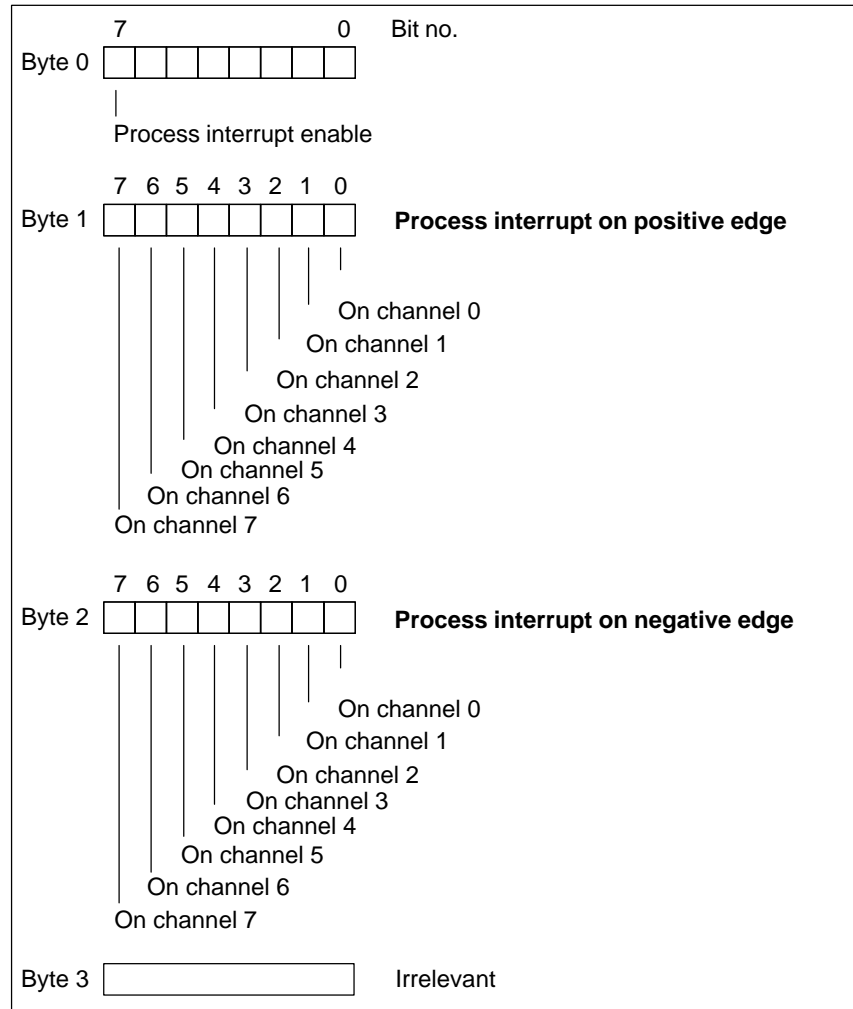 7 0 Bit no.
Byte 0
Process interrupt enable
7 6 5 4 3 2 1 0
Byte 1 Process interrupt on positive edge
On channel 0
On channel 1
On channel 2
On channel 3
On channel 4
On channel 5
On channel 6
On channel 7
7 6 5 4 3 2 1 0
Byte 2 Process interrupt on negative edge
On channel 0
On channel 1
On channel 2
On channel 3
On channel 4
On channel 5
On channel 6
On channel 7
Byte 3 Irrelevant